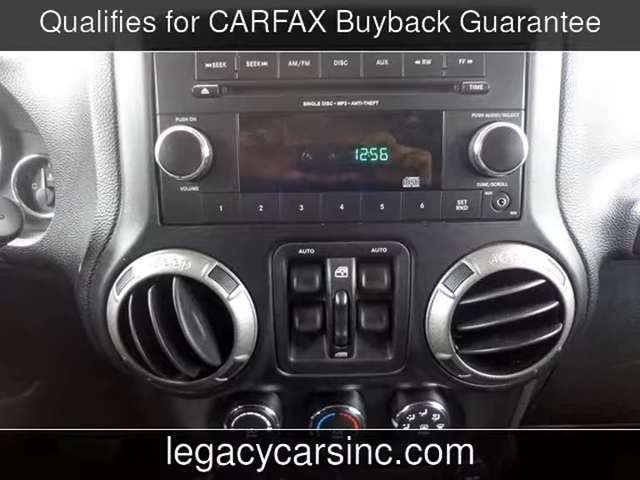 Qualifies for CARFAX Buyback Guarantee
I◄◄SEEK SEEK►►I AM/FM DISC AUX ◄◄RW FF►►
TIME
SINGLE DISC • MP3 • ANTI-THEFT
PUSH ON
PUSH AUDIO/SELECT
12:56
VOLUME
TUNE/SCROLL
1 2 3 4 5 6 SET RND
AUX
AUTO AUTO
Jeep
Jeep
legacycarsinc.com